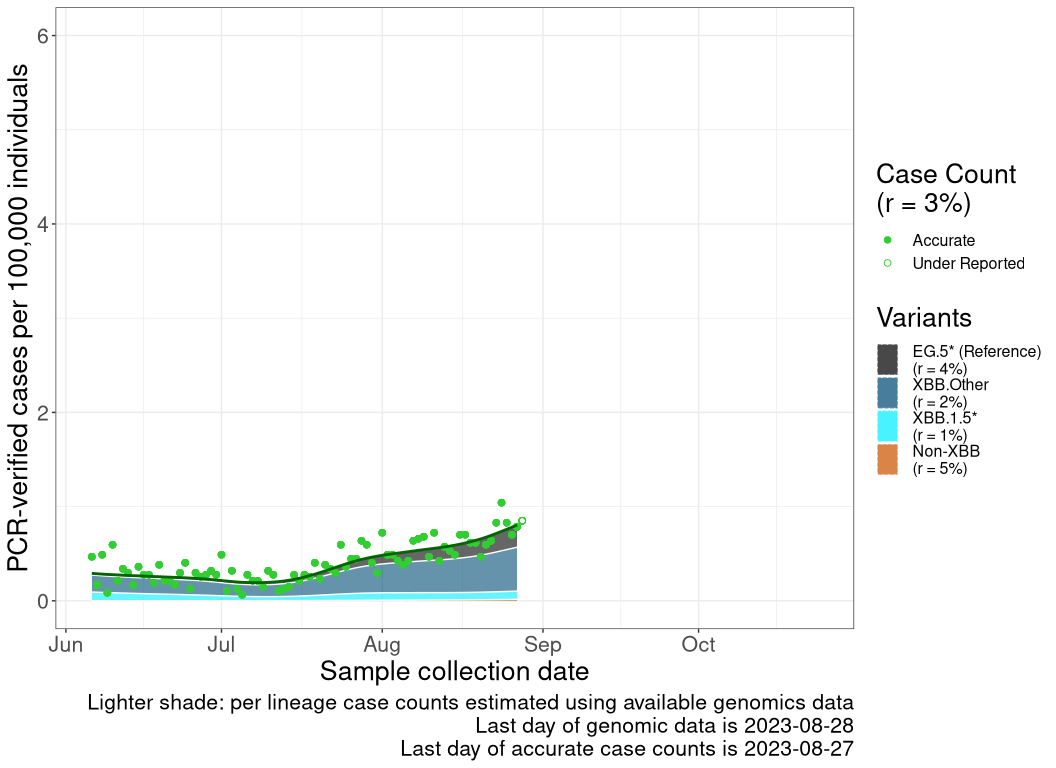 PCR-verified cases per 100,000 individuals
6
4
2
0
Jun
Jul
Aug
Sep
Oct
Sample collection date
Lighter shade: per lineage case counts estimated using available genomics data
Last day of genomic data is 2023-08-28
Last day of accurate case counts is 2023-08-27
Case Count
(r = 3%)
Accurate
Under Reported
Variants
EG.5* (Reference)
(r = 4%)
XBB.Other
(r = 2%)
XBB.1.5*
(r = 1%)
Non-XBB
(r = 5%)